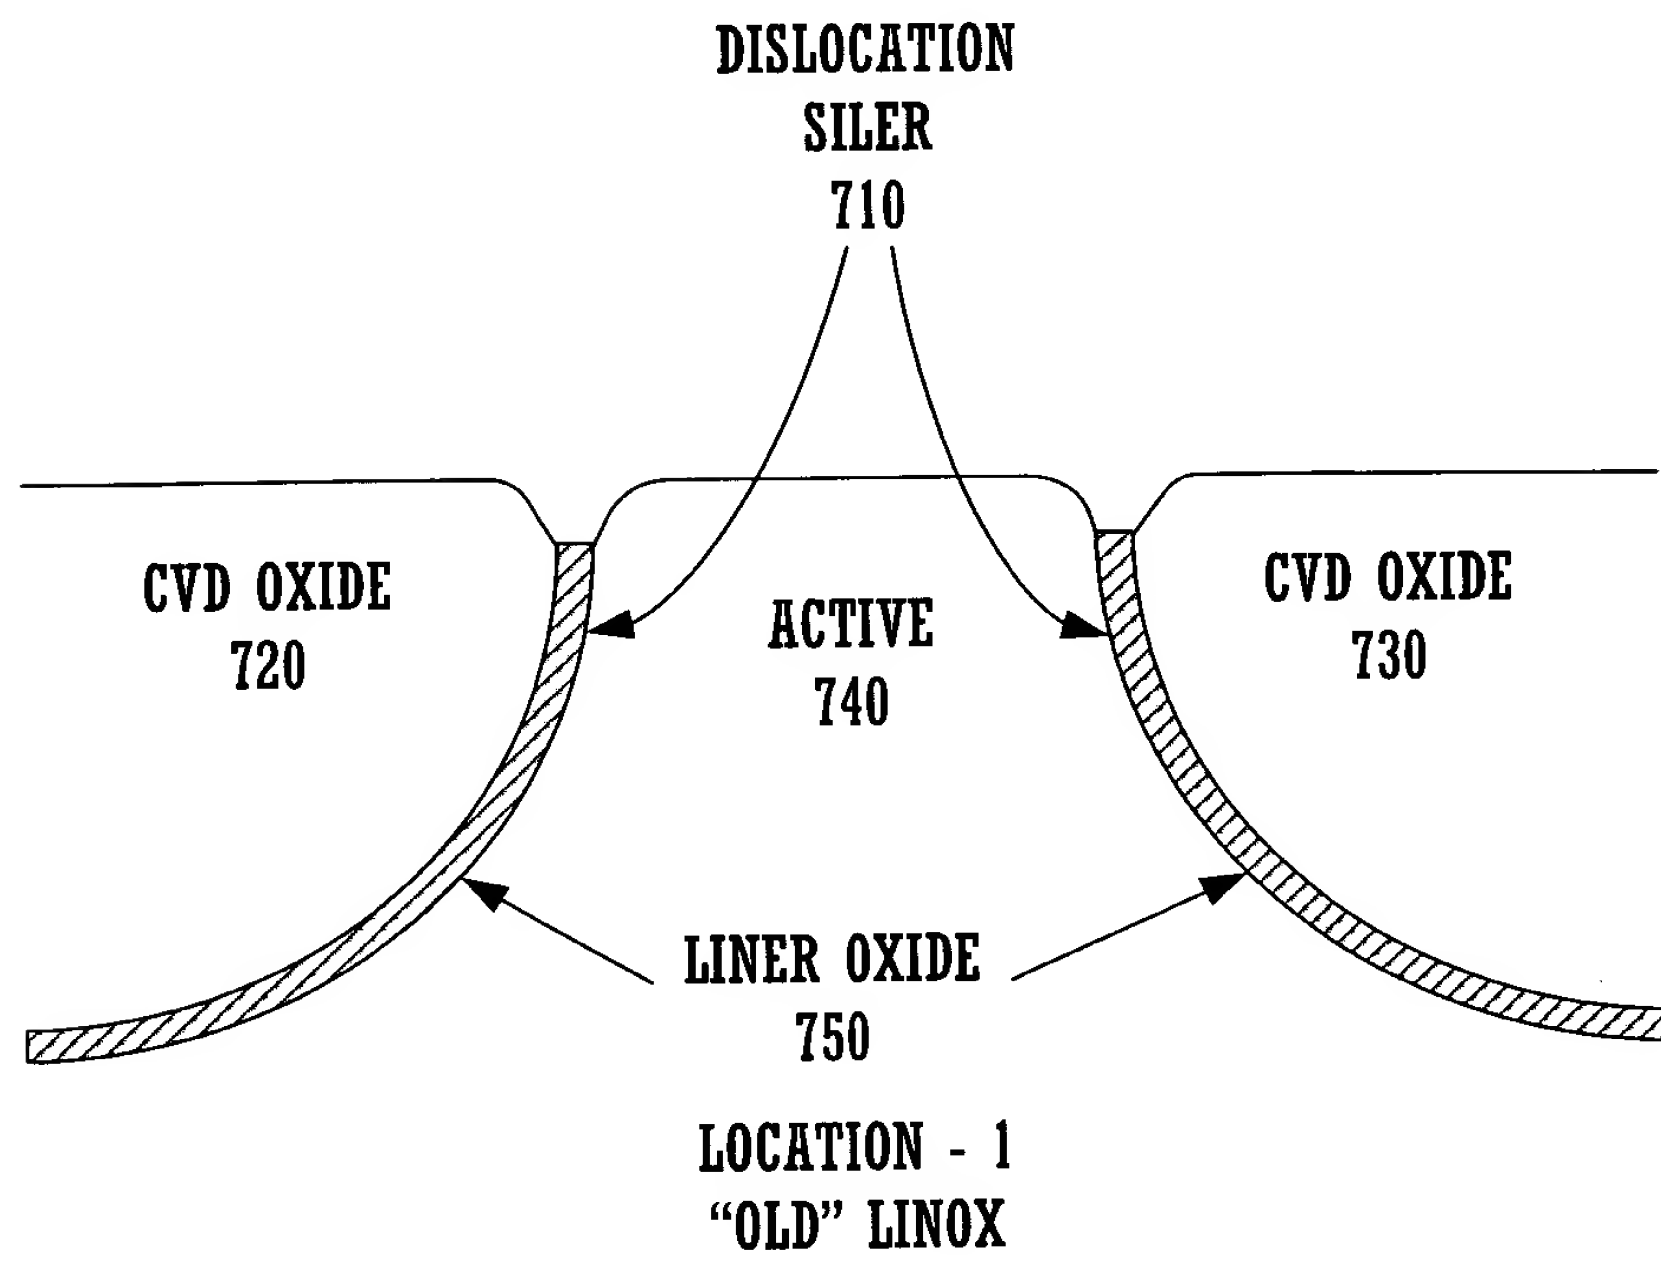 DISLOCATION
SILER
710
CVD OXIDE
720
ACTIVE
740
CVD OXIDE
730
LINER OXIDE
750
LOCATION - 1
“OLD” LINOX